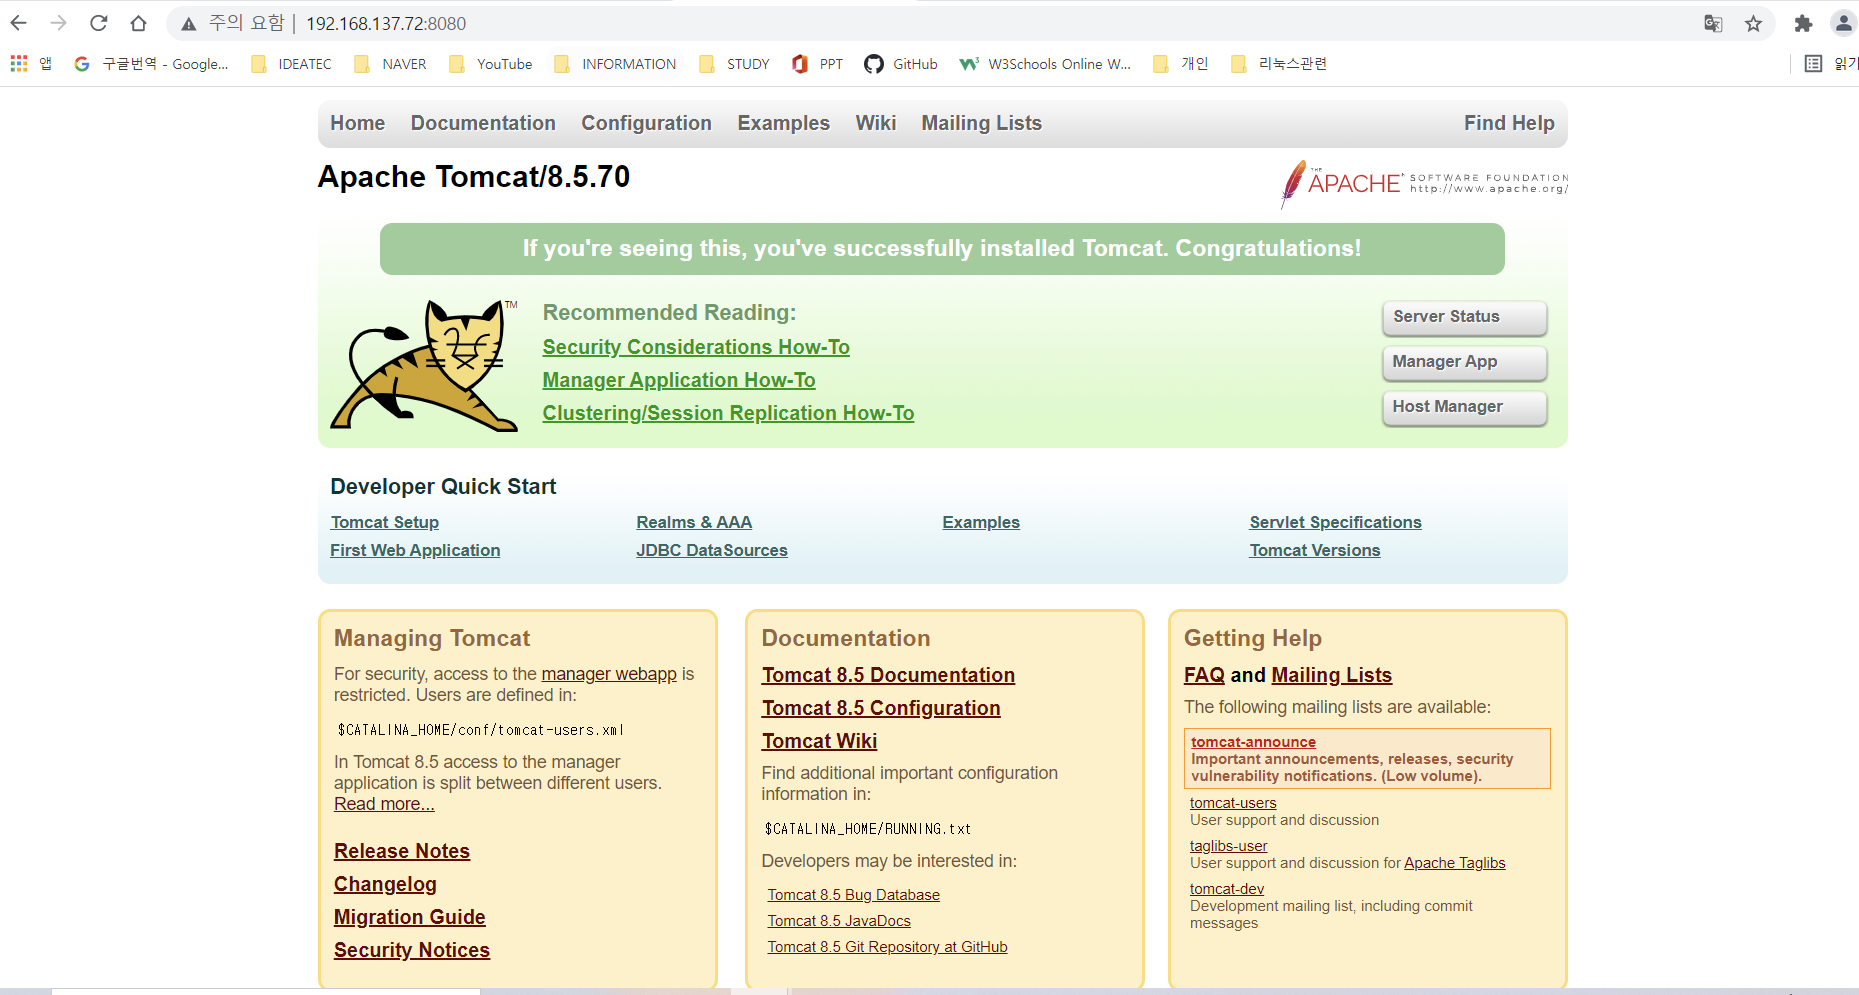 주의 요함 | 192.168.137.72:8080
앱 구글번역 - Google... IDEATEC NAVER YouTube INFORMATION STUDY PPT GitHub W3Schools Online W... 개인 리눅스관련
Home Documentation Configuration Examples Wiki Mailing Lists Find Help
Apache Tomcat/8.5.70
THE APACHE SOFTWARE FOUNDATION
http://www.apache.org/
If you're seeing this, you've successfully installed Tomcat. Congratulations!
TM
Recommended Reading:
Security Considerations How-To
Manager Application How-To
Clustering/Session Replication How-To
Server Status
Manager App
Host Manager
Developer Quick Start
Tomcat Setup Realms & AAA Examples Servlet Specifications
First Web Application JDBC DataSources Tomcat Versions
Managing Tomcat
For security, access to the manager webapp is
restricted. Users are defined in:
$CATALINA_HOME/conf/tomcat-users.xml
In Tomcat 8.5 access to the manager
application is split between different users.
Read more...
Release Notes
Changelog
Migration Guide
Security Notices
Documentation
Tomcat 8.5 Documentation
Tomcat 8.5 Configuration
Tomcat Wiki
Find additional important configuration
information in:
$CATALINA_HOME/RUNNING.txt
Developers may be interested in:
Tomcat 8.5 Bug Database
Tomcat 8.5 JavaDocs
Tomcat 8.5 Git Repository at GitHub
Getting Help
FAQ and Mailing Lists
The following mailing lists are available:
tomcat-announce
Important announcements, releases, security
vulnerability notifications. (Low volume).
tomcat-users
User support and discussion
taglibs-user
User support and discussion for Apache Taglibs
tomcat-dev
Development mailing list, including commit
messages